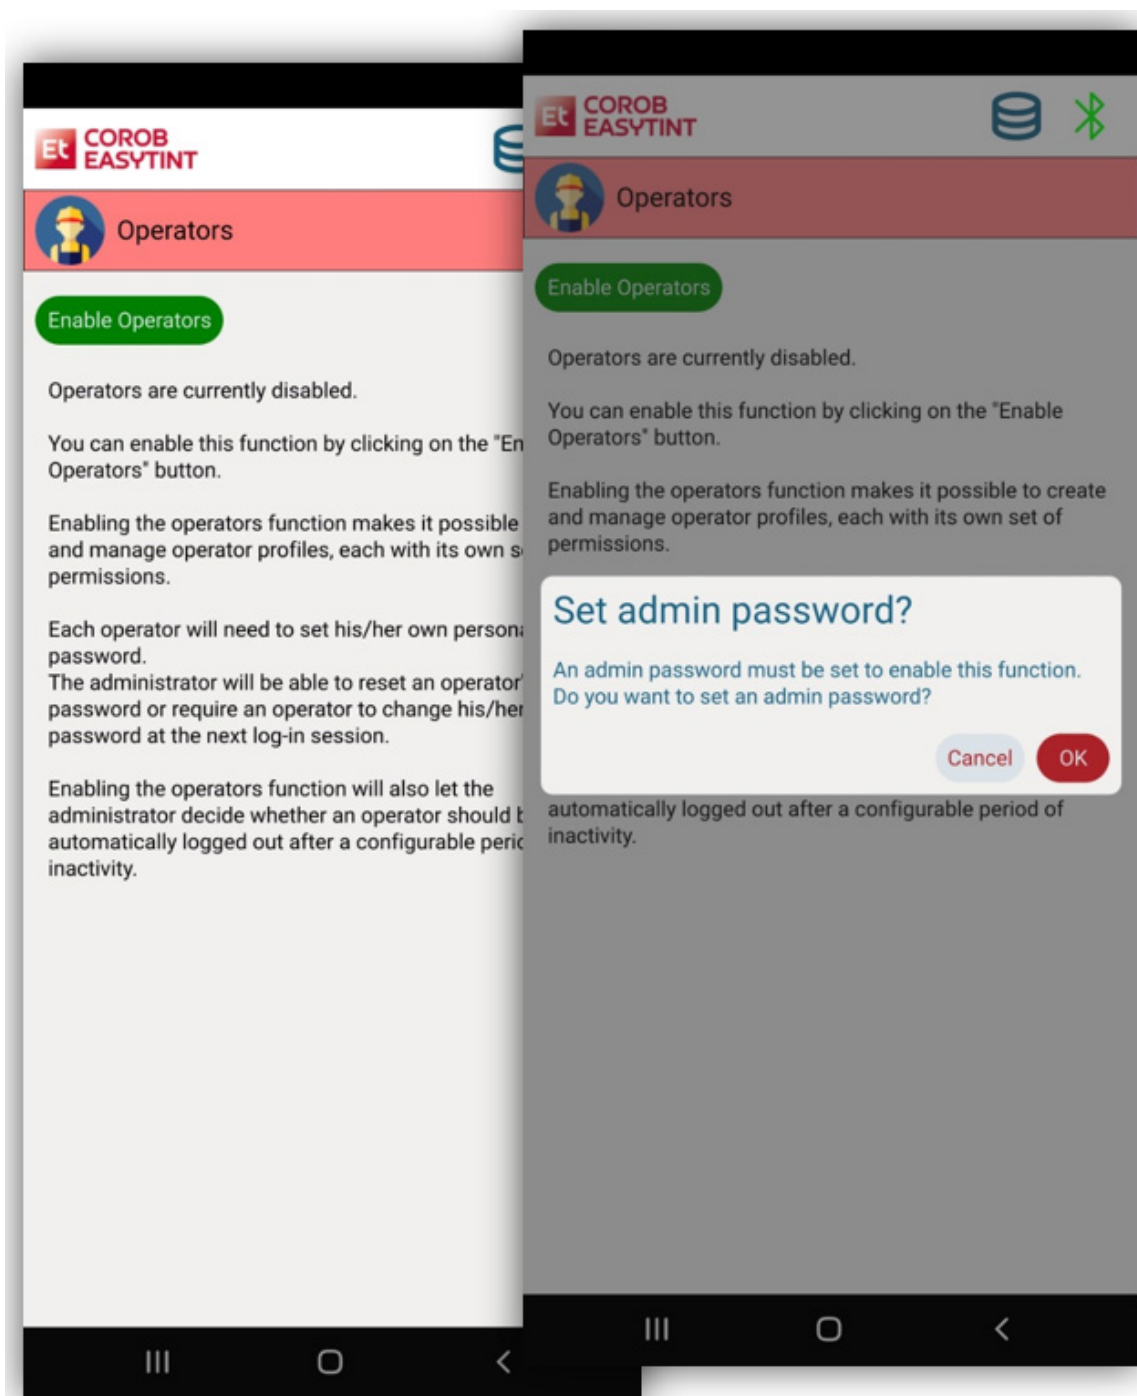 Et COROB
EASYTINT
Operators
Enable Operators
Operators are currently disabled.
You can enable this function by clicking on the "En
Operators" button.
Enabling the operators function makes it possible
and manage operator profiles, each with its own s
permissions.
Each operator will need to set his/her own persona
password.
The administrator will be able to reset an operator'
password or require an operator to change his/her
password at the next log-in session.
Enabling the operators function will also let the
administrator decide whether an operator should b
automatically logged out after a configurable peri
inactivity.
Et COROB
EASYTINT
Operators
Enable Operators
Operators are currently disabled.
You can enable this function by clicking on the "Enable
Operators" button.
Enabling the operators function makes it possible to create
and manage operator profiles, each with its own set of
permissions.
Set admin password?
An admin password must be set to enable this function.
Do you want to set an admin password?
Cancel OK
automatically logged out after a configurable period of
inactivity.